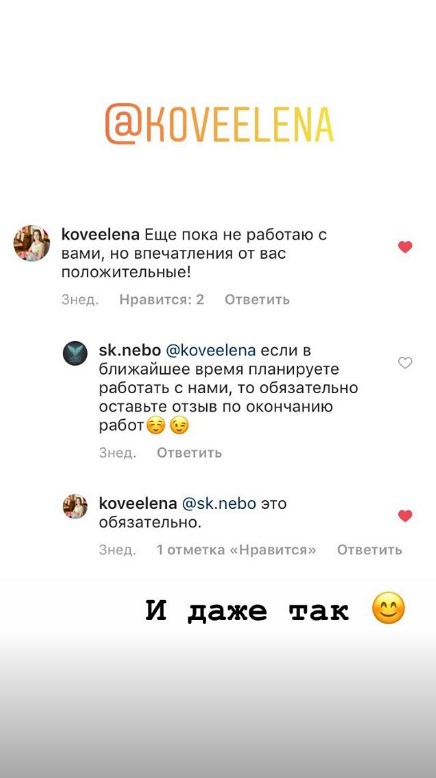 @KOVEELENA
koveelena Еще пока не работаю с
вами, но впечатления от вас
положительные!
3нед. Нравится: 2 Ответить
sk.nebo @koveelena если в
ближайшее время планируете
работать с нами, то обязательно
оставьте отзыв по окончанию
работ☺️😉
3нед. Ответить
koveelena @sk.nebo это
обязательно.
3нед. 1 отметка «Нравится» Ответить
И даже так 😊